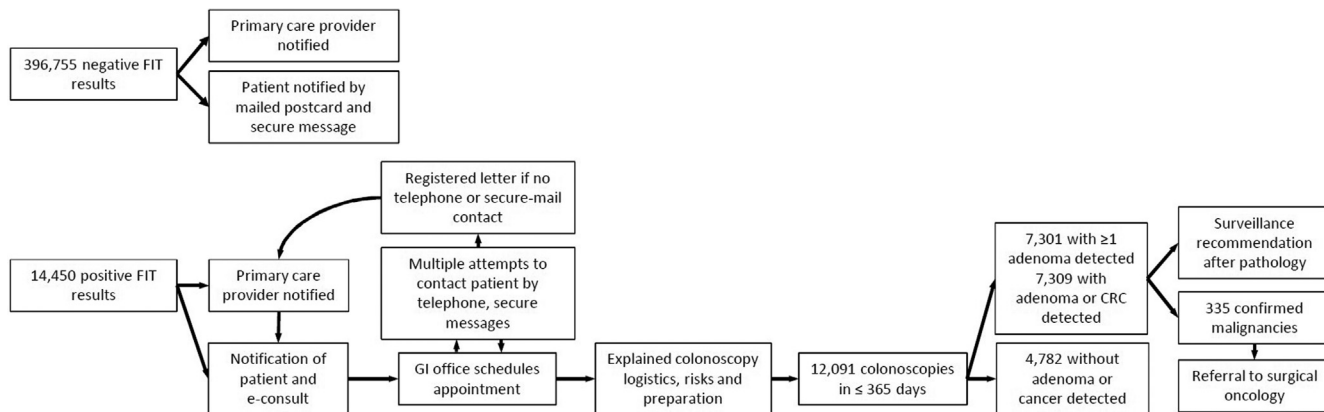 396,755 negative FIT
results
Primary care provider
notified
Patient notified by
mailed postcard and
secure message
14,450 positive FIT
results
Primary care
provider notified
Notification of
patient and
e-consult
Registered letter if no
telephone or secure-mail
contact
Multiple attempts to
contact patient by
telephone, secure
messages
GI office schedules
appointment
Explained colonoscopy
logistics, risks and
preparation
12,091 colonoscopies
in ≤ 365 days
7,301 with ≥1
adenoma detected
7,309 with
adenoma or CRC
detected
4,782 without
adenoma or
cancer detected
Surveillance
recommendation
after pathology
335 confirmed
malignancies
Referral to surgical
oncology